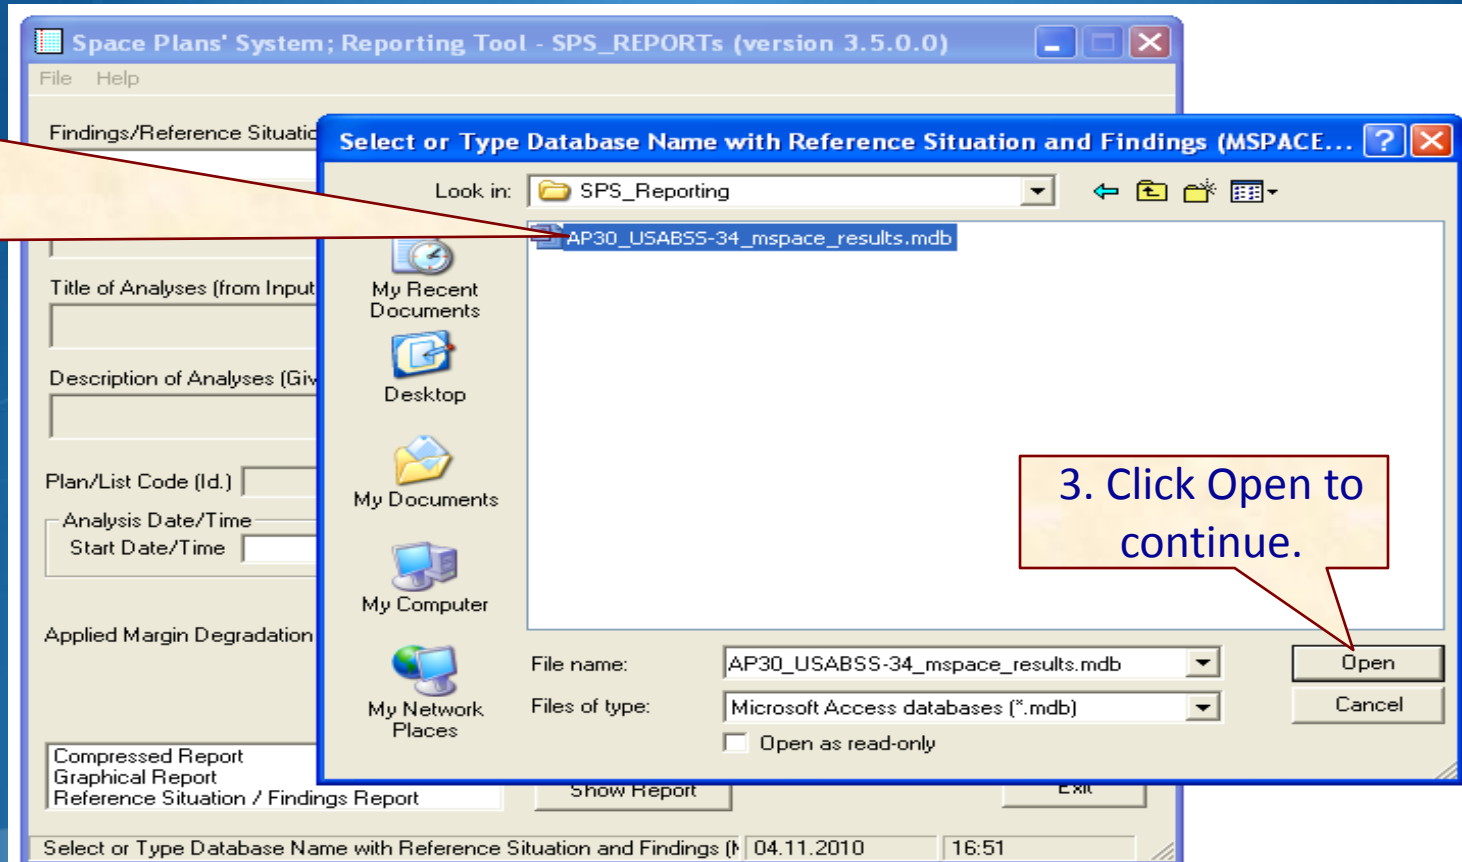 Space Plans' System; Reporting Tool - SPS_REPORTs (version 3.5.0.0)
File Help
Findings/Reference Situatio
Select or Type Database Name with Reference Situation and Findings (MSPACE...
Look in: SPS_Reporting
AP30_USABSS-34_mspace_results.mdb
My Recent
Documents
Title of Analyses (from Input
Desktop
Description of Analyses (Giv
My Documents
Plan/List Code (Id.)
3. Click Open to
continue.
Analysis Date/Time
Start Date/Time
My Computer
Applied Margin Degradation
File name: AP30_USABSS-34_mspace_results.mdb Open
My Network
Places
Files of type: Microsoft Access databases (*.mdb) Cancel
Open as read-only
Compressed Report
Graphical Report
Reference Situation / Findings Report
Show Report Exit
Select or Type Database Name with Reference Situation and Findings (M 04.11.2010 16:51